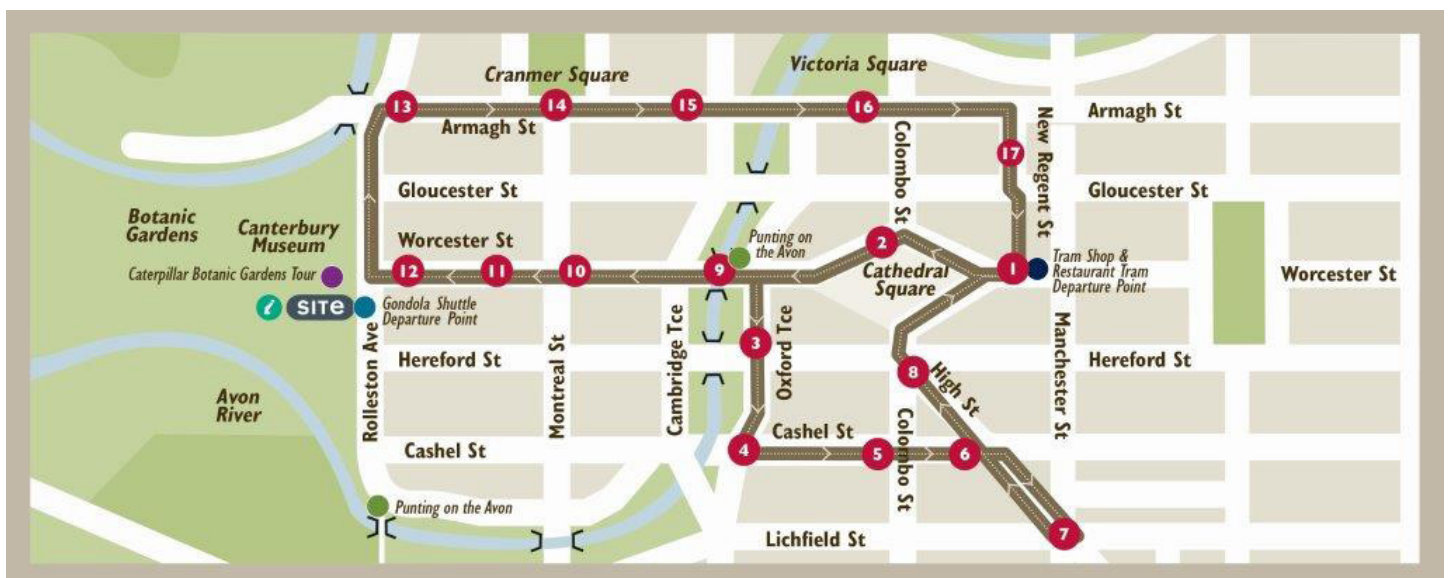 Cranmer Square
Victoria Square
13
14
15
16
Armagh St
Armagh St
Colombo St
New Regent St
17
Gloucester St
Gloucester St
Botanic
Gardens
Canterbury
Museum
Worcester St
Punting on
the Avon
2
Cathedral
Square
1
Tram Shop &
Restaurant Tram
Departure Point
Worcester St
Caterpillar Botanic Gardens Tour
12
11
10
9
i SITE
Gondola Shuttle
Departure Point
Rolleston Ave
Montreal St
Cambridge Tce
3
Oxford Tce
Manchester St
Hereford St
Hereford St
8
High St
Avon
River
Cashel St
4
Cashel St
5
Colombo St
6
Punting on the Avon
Lichfield St
7